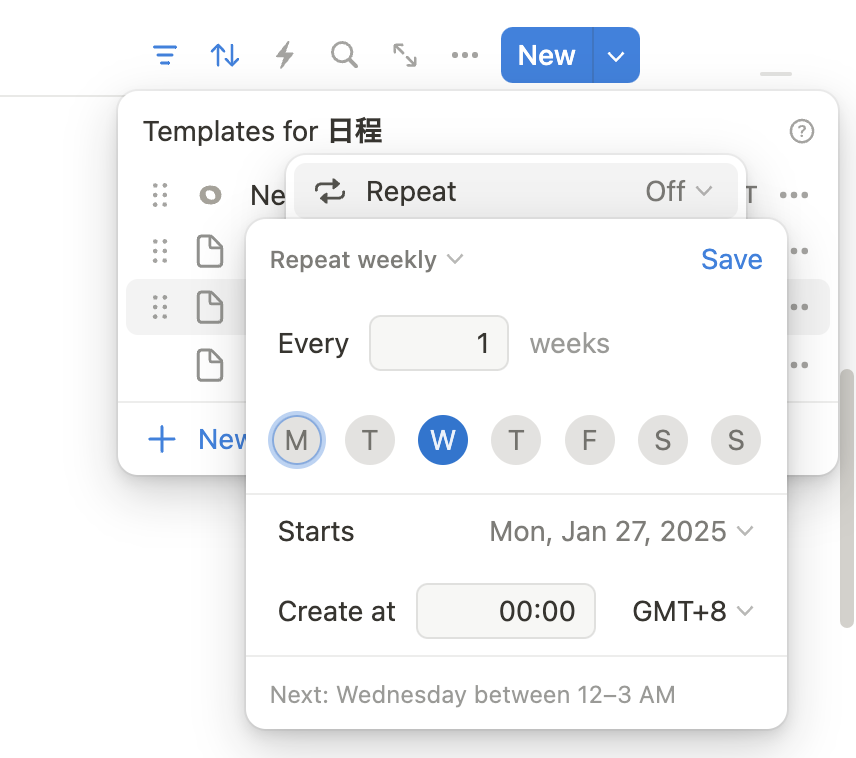 New
Templates for 日程
Ne
T
Repeat Off
Repeat weekly Save
Every 1 weeks
M T W T F S S
New
Starts Mon, Jan 27, 2025
Create at 00:00 GMT+8
Next: Wednesday between 12–3 AM